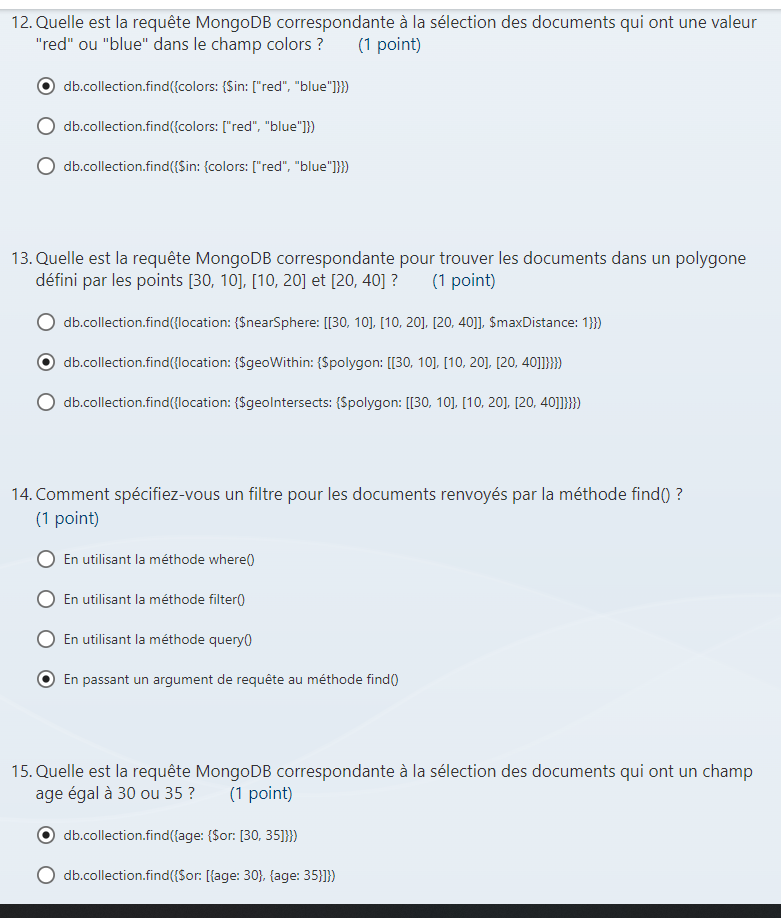 12. Quelle est la requête MongoDB correspondante à la sélection des documents qui ont une valeur
"red" ou "blue" dans le champ colors ? (1 point)
db.collection.find({colors: {$in: ["red", "blue"]}})
db.collection.find({colors: ["red", "blue"]})
db.collection.find({$in: {colors: ["red", "blue"]}})
13. Quelle est la requête MongoDB correspondante pour trouver les documents dans un polygone
défini par les points [30, 10], [10, 20] et [20, 40] ? (1 point)
db.collection.find({location: {$nearSphere: [[30, 10], [10, 20], [20, 40]], $maxDistance: 1}})
db.collection.find({location: {$geoWithin: {$polygon: [[30, 10], [10, 20], [20, 40]]}}})
db.collection.find({location: {$geoIntersects: {$polygon: [[30, 10], [10, 20], [20, 40]]}}})
14. Comment spécifiez-vous un filtre pour les documents renvoyés par la méthode find() ?
(1 point)
En utilisant la méthode where()
En utilisant la méthode filter()
En utilisant la méthode query()
En passant un argument de requête au méthode find()
15. Quelle est la requête MongoDB correspondante à la sélection des documents qui ont un champ
age égal à 30 ou 35 ? (1 point)
db.collection.find({age: {$or: [30, 35]}})
db.collection.find({$or: [{age: 30}, {age: 35}]})